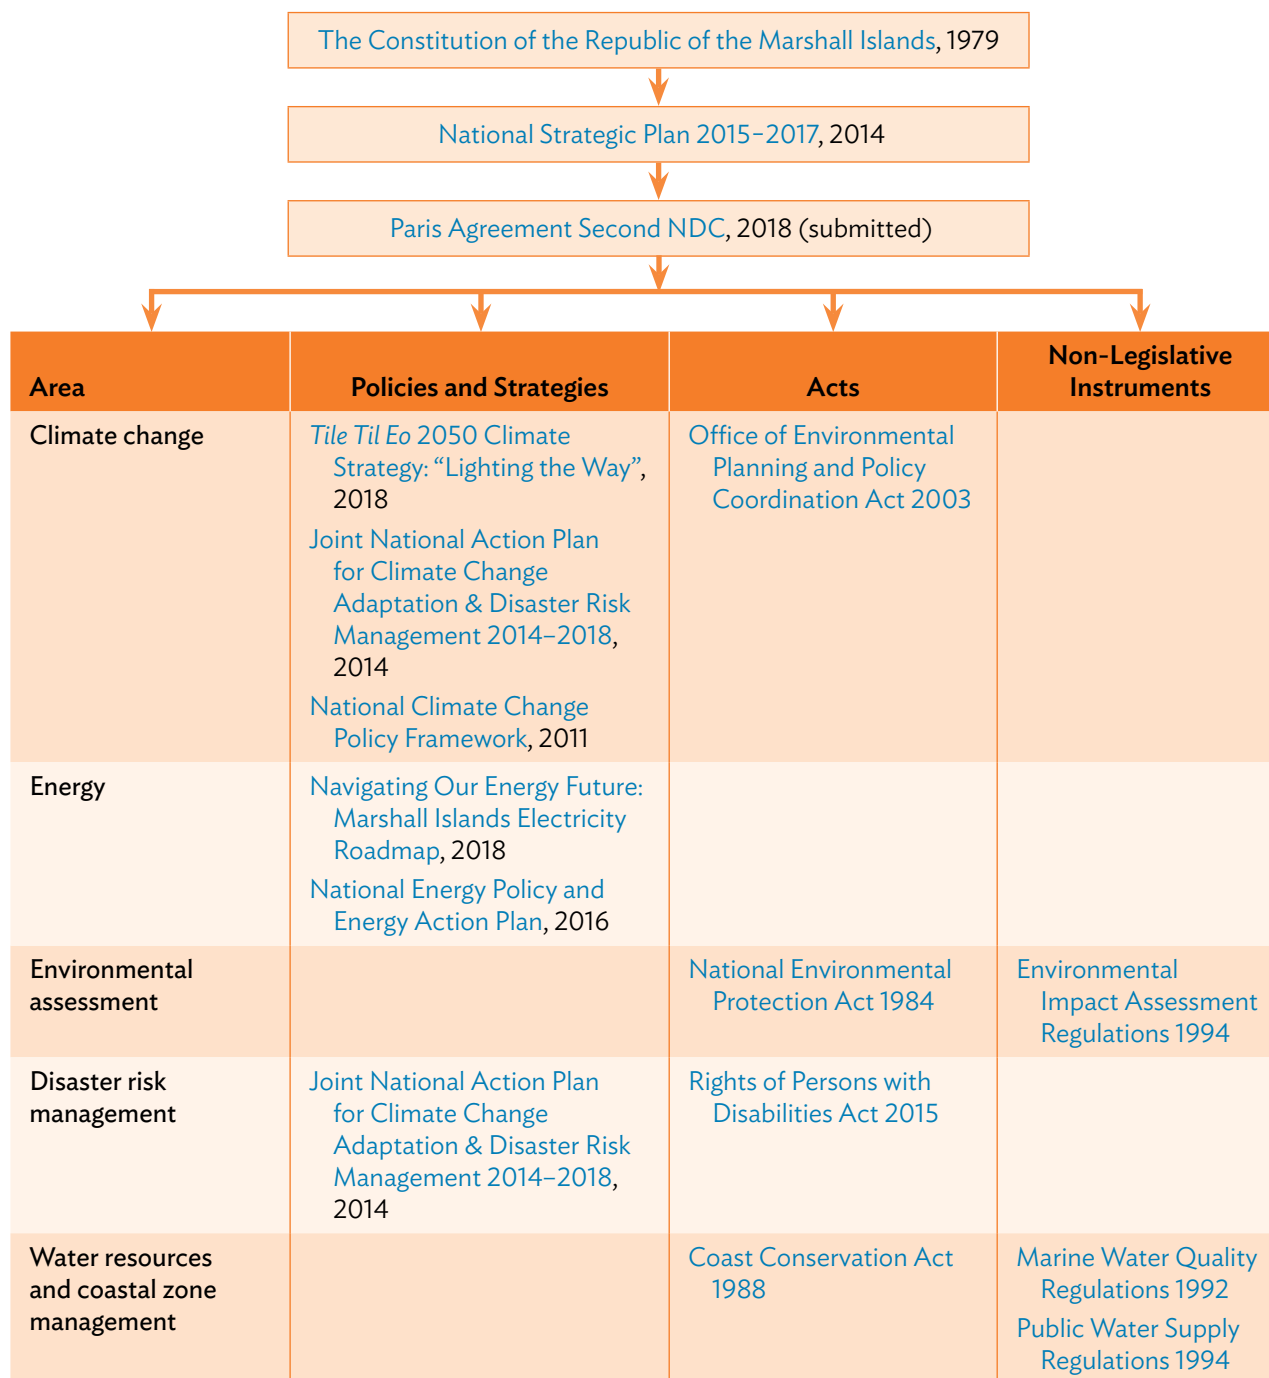 The Constitution of the Republic of the Marshall Islands, 1979
National Strategic Plan 2015–2017, 2014
Paris Agreement Second NDC, 2018 (submitted)
Area
Policies and Strategies
Acts
Non-Legislative
Instruments
Climate change
Tile Til Eo 2050 Climate
Strategy: “Lighting the Way”,
2018
Joint National Action Plan
for Climate Change
Adaptation & Disaster Risk
Management 2014–2018,
2014
National Climate Change
Policy Framework, 2011
Office of Environmental
Planning and Policy
Coordination Act 2003
Energy
Navigating Our Energy Future:
Marshall Islands Electricity
Roadmap, 2018
National Energy Policy and
Energy Action Plan, 2016
Environmental
assessment
National Environmental
Protection Act 1984
Environmental
Impact Assessment
Regulations 1994
Disaster risk
management
Joint National Action Plan
for Climate Change
Adaptation & Disaster Risk
Management 2014–2018,
2014
Rights of Persons with
Disabilities Act 2015
Water resources
and coastal zone
management
Coast Conservation Act
1988
Marine Water Quality
Regulations 1992
Public Water Supply
Regulations 1994